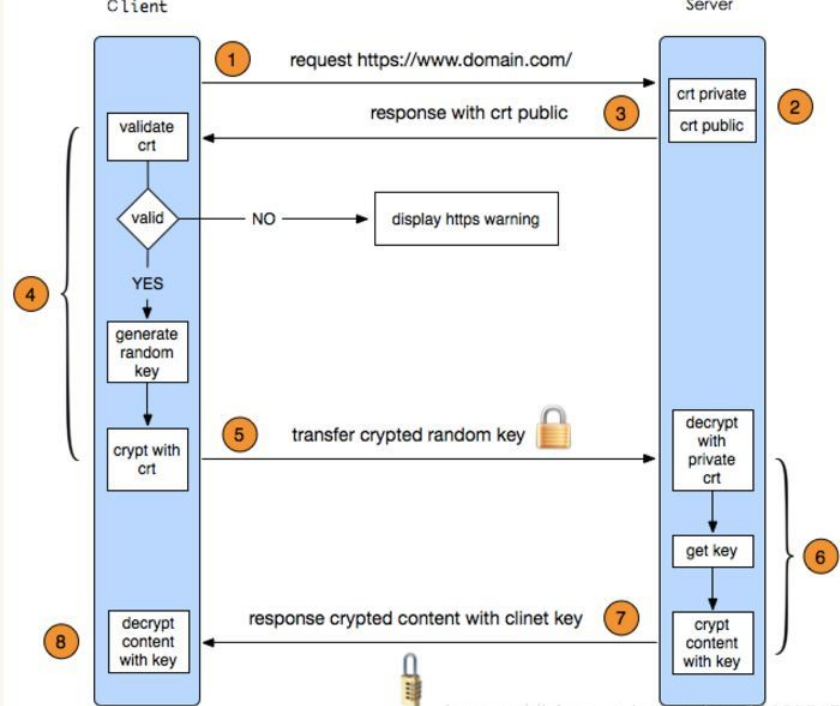 Client
Server
1
request https://www.domain.com/
crt private
crt public
2
response with crt public
3
validate
crt
valid
NO
display https warning
YES
4
generate
random
key
crypt with
crt
5
transfer crypted random key
decrypt
with
private
crt
get key
6
crypt
content
with key
response crypted content with clinet key
7
8
decrypt
content
with key